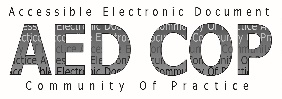 Accessible Electronic Document
AED COP
Community Of Practice